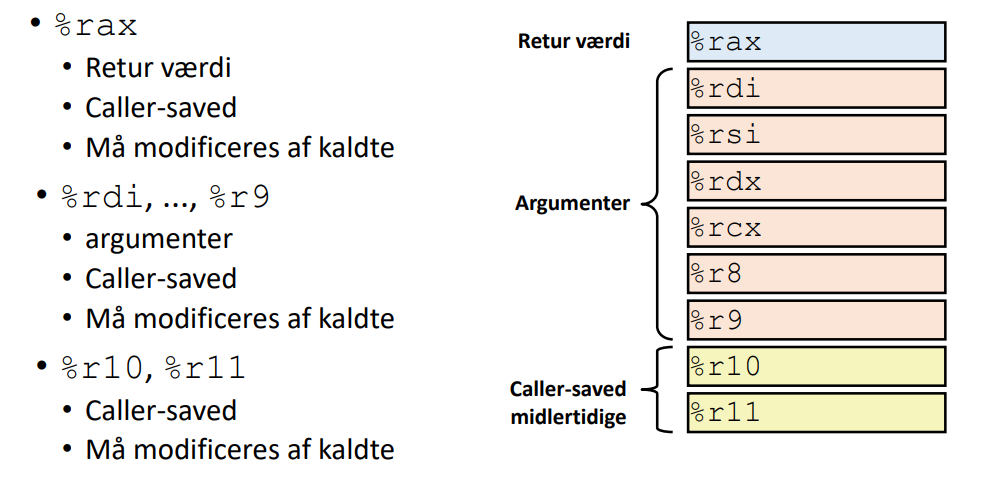 • %rax
• Retur værdi
• Caller-saved
• Må modificeres af kaldte
• %rdi, ..., %r9
• argumenter
• Caller-saved
• Må modificeres af kaldte
• %r10, %r11
• Caller-saved
• Må modificeres af kaldte
Retur værdi
%rax
Argumenter
%rdi
%rsi
%rdx
%rcx
%r8
%r9
Caller-saved
midlertidige
%r10
%r11